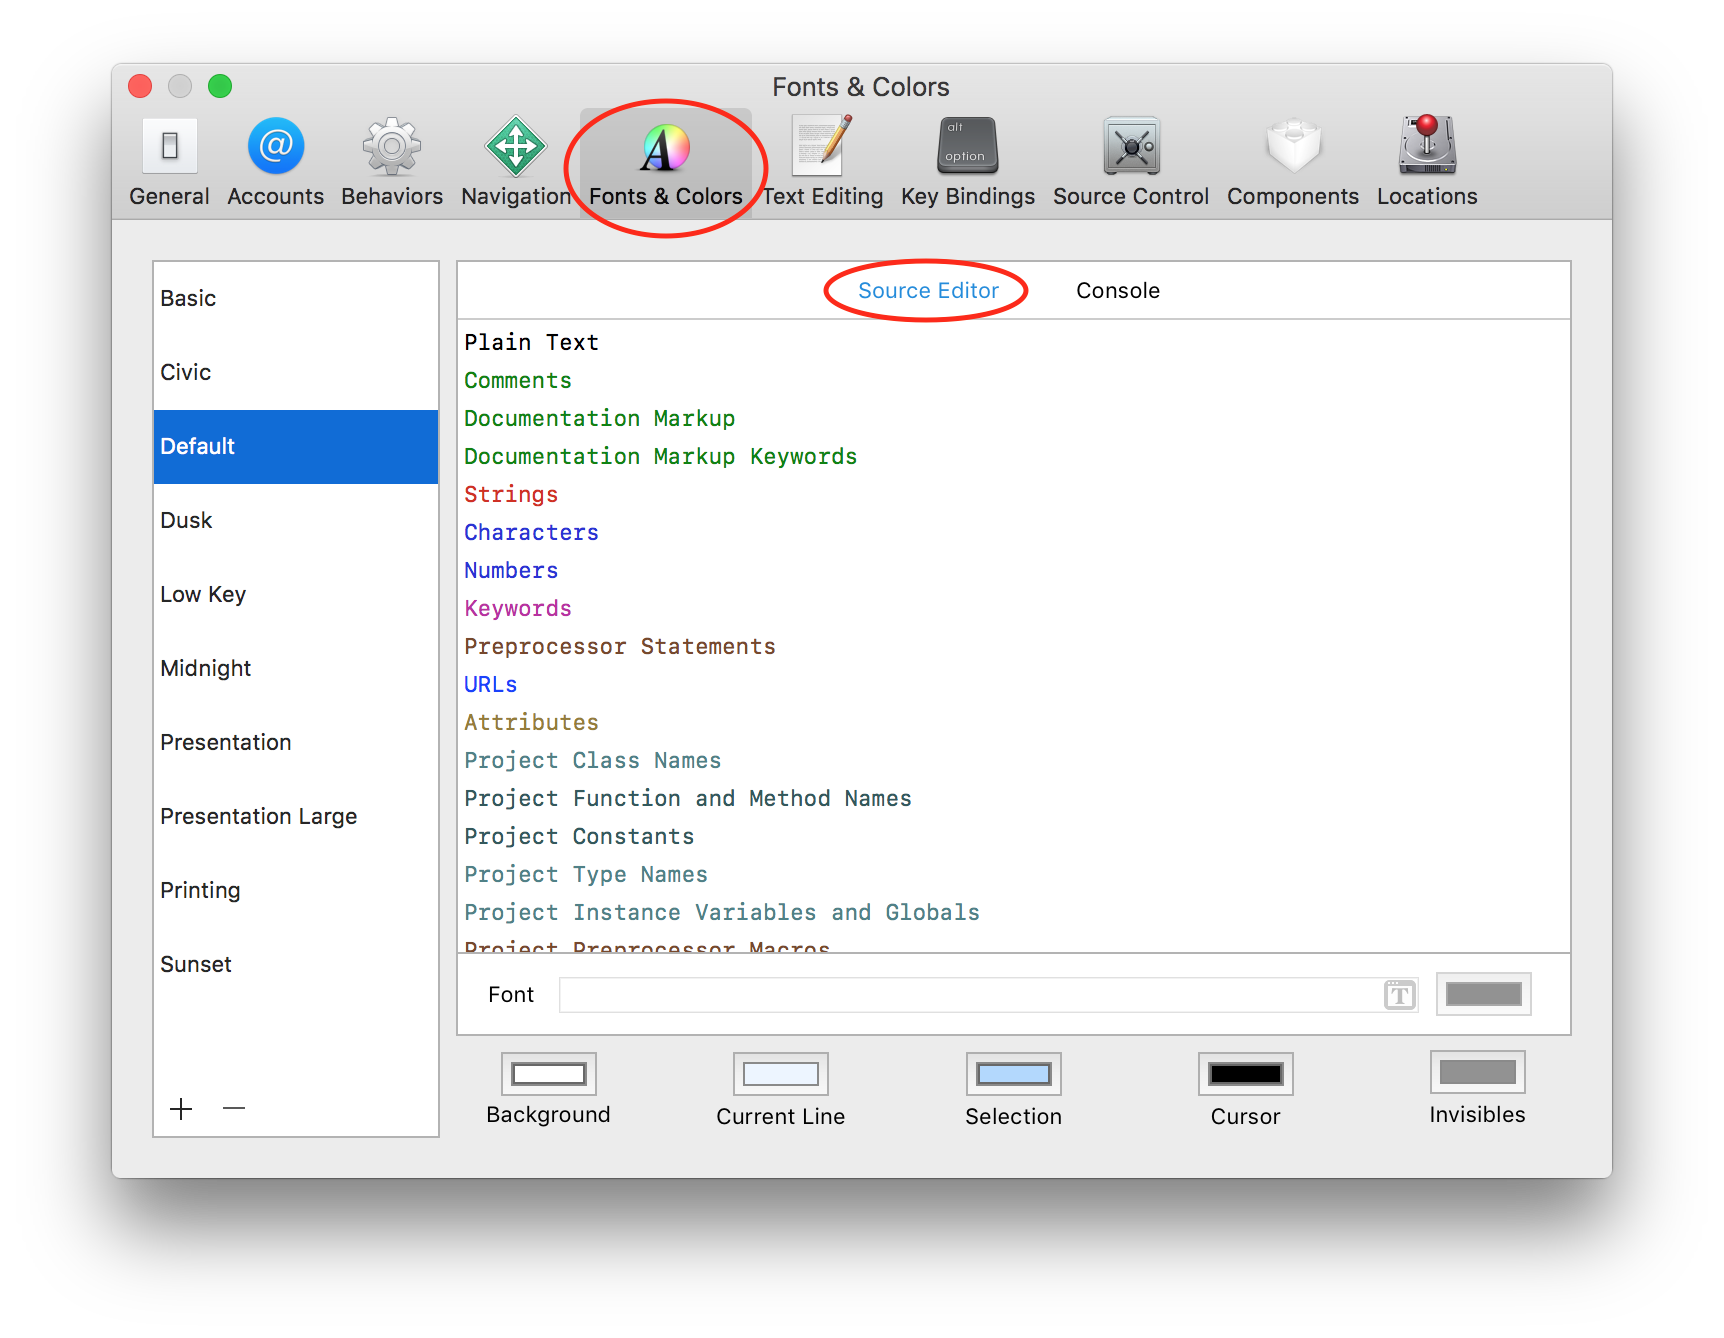 Fonts & Colors
alt
option
General Accounts Behaviors Navigation Fonts & Colors Text Editing Key Bindings Source Control Components Locations
Basic
Civic
Default
Dusk
Low Key
Midnight
Presentation
Presentation Large
Printing
Sunset
Source Editor Console
Plain Text
Comments
Documentation Markup
Documentation Markup Keywords
Strings
Characters
Numbers
Keywords
Preprocessor Statements
URLs
Attributes
Project Class Names
Project Function and Method Names
Project Constants
Project Type Names
Project Instance Variables and Globals
Project Preprocessor Macros
Font
Background Current Line Selection Cursor Invisibles